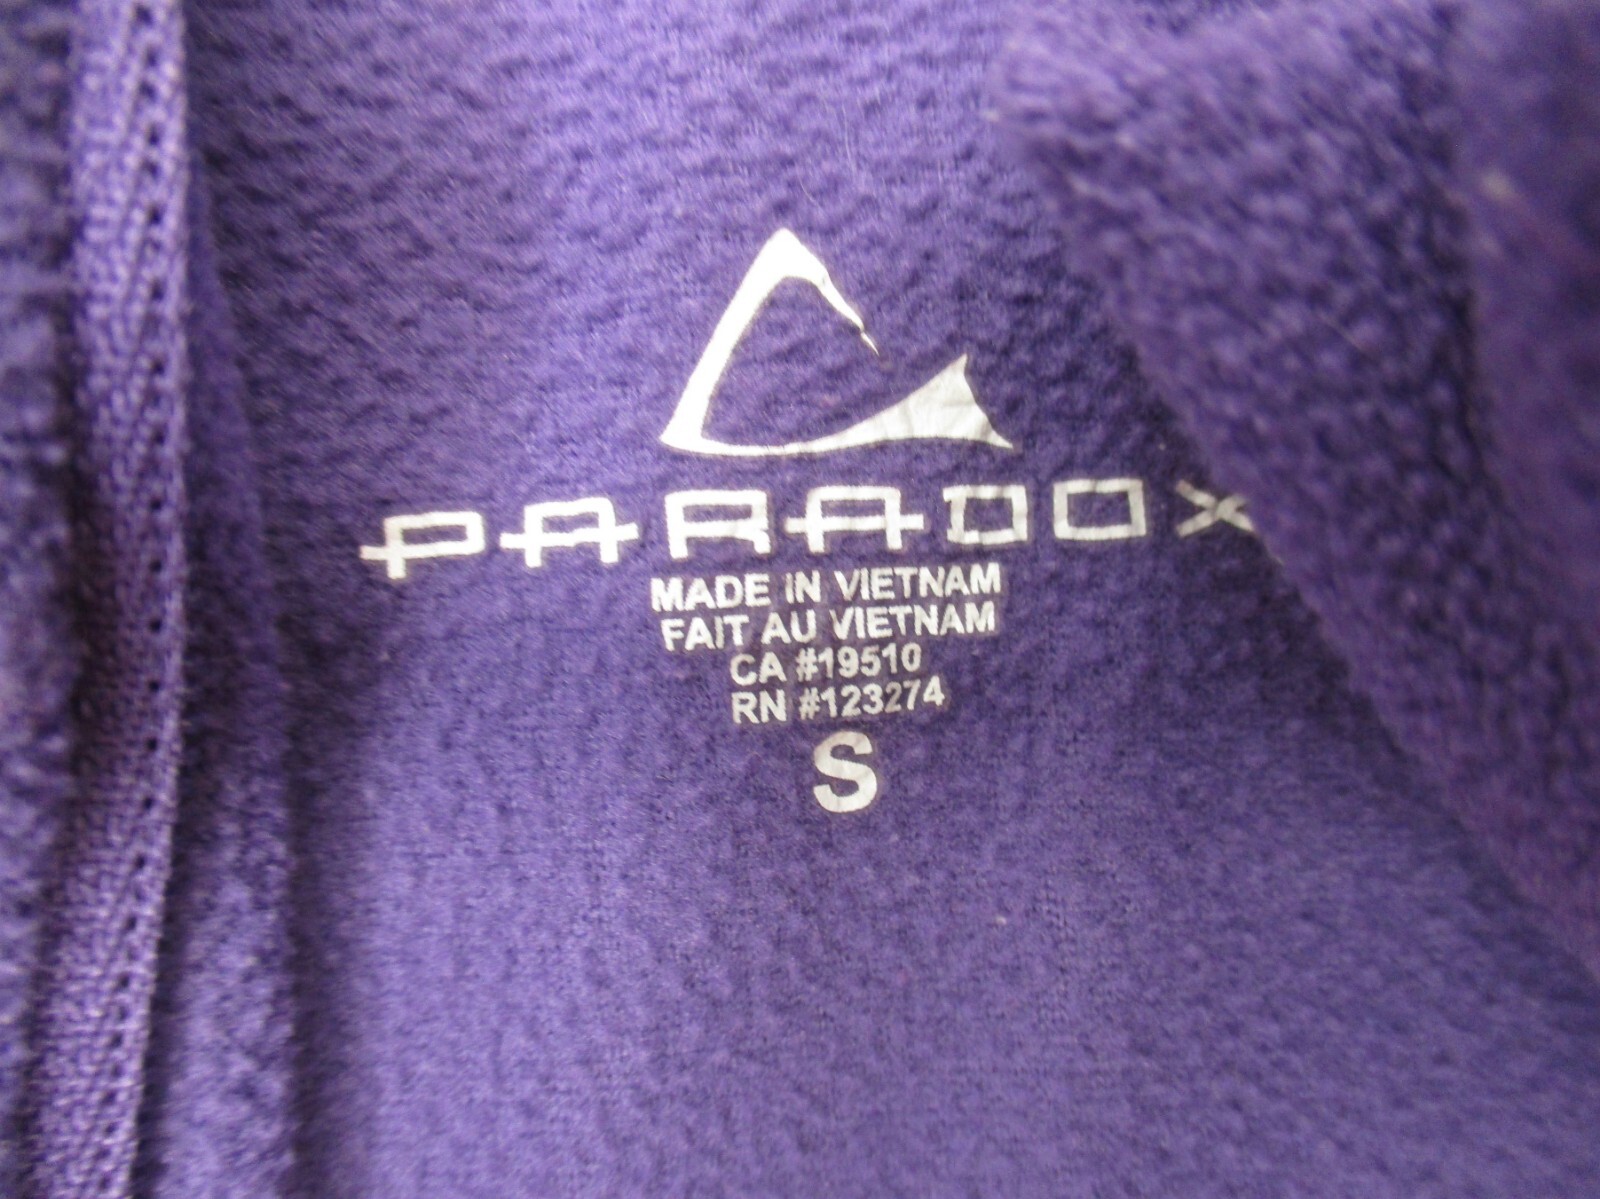 PARADOX
MADE IN VIETNAM
FAIT AU VIETNAM
CA #19510
RN #123274
S